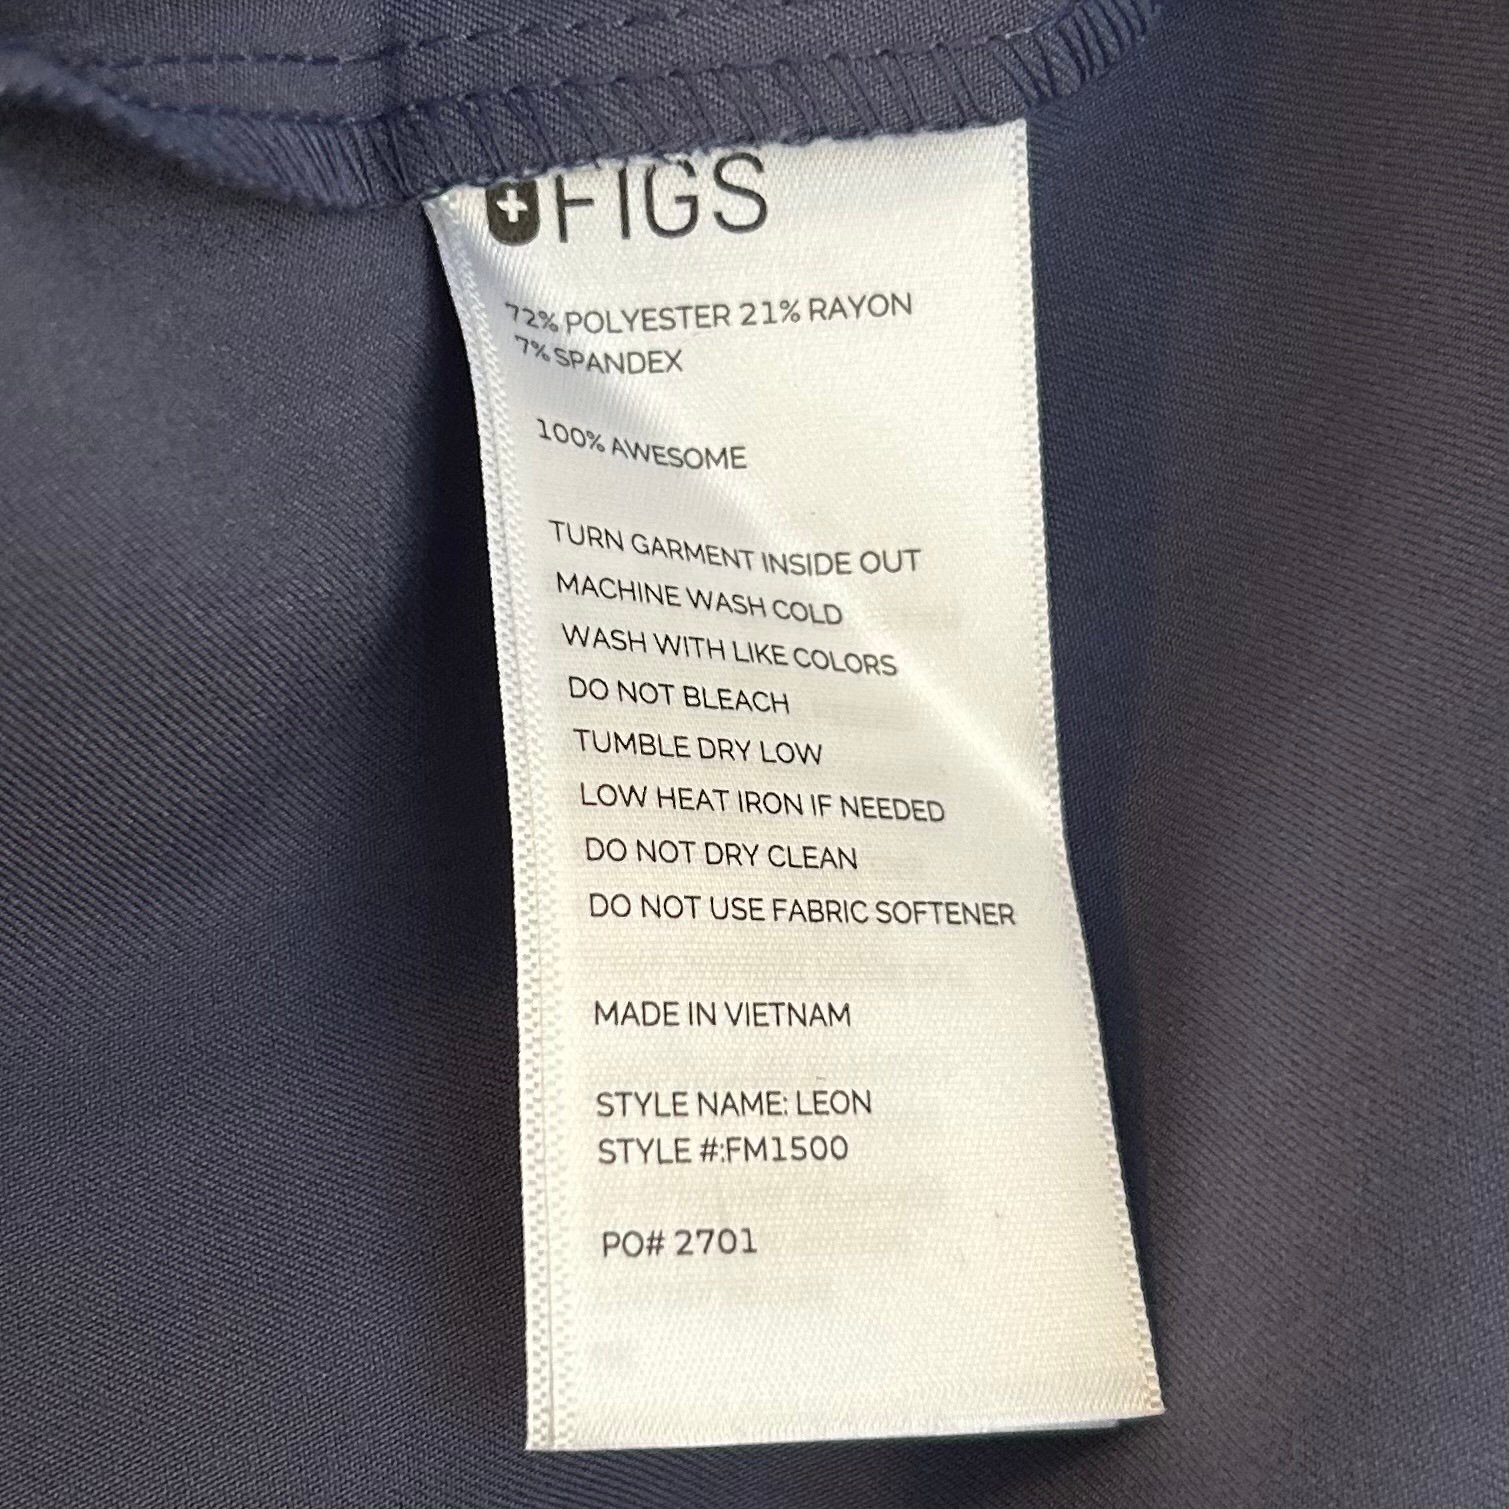 FIGS
72% POLYESTER 21% RAYON
7% SPANDEX
100% AWESOME
TURN GARMENT INSIDE OUT
MACHINE WASH COLD
WASH WITH LIKE COLORS
DO NOT BLEACH
TUMBLE DRY LOW
LOW HEAT IRON IF NEEDED
DO NOT DRY CLEAN
DO NOT USE FABRIC SOFTENER
MADE IN VIETNAM
STYLE NAME: LEON
STYLE #:FM1500
PO# 2701